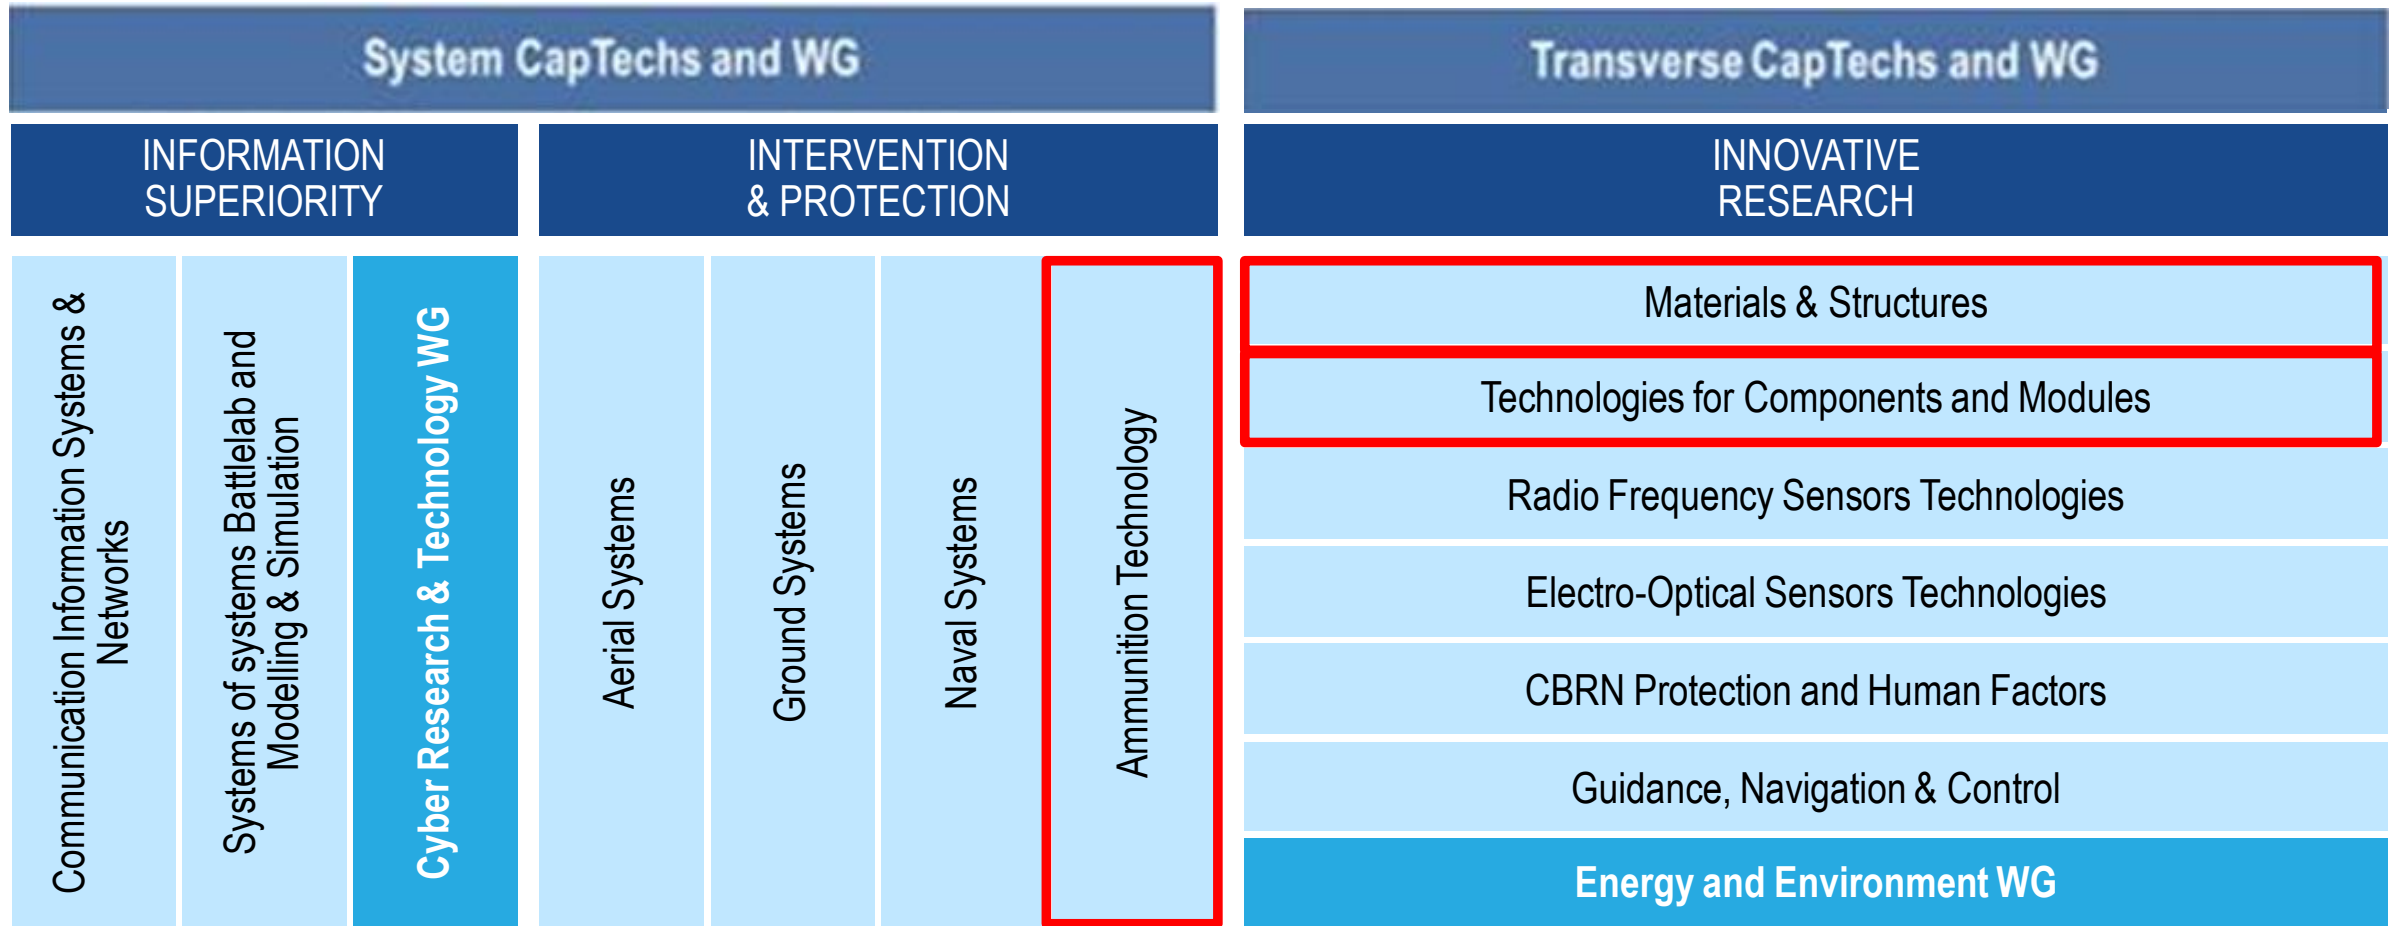 System CapTechs and WG
Transverse CapTechs and WG
INFORMATION
SUPERIORITY
INTERVENTION
& PROTECTION
INNOVATIVE
RESEARCH
Communication Information Systems &
Networks
Systems of systems Battlelab and
Modelling & Simulation
Cyber Research & Technology WG
Aerial Systems
Ground Systems
Naval Systems
Ammunition Technology
Materials & Structures
Technologies for Components and Modules
Radio Frequency Sensors Technologies
Electro-Optical Sensors Technologies
CBRN Protection and Human Factors
Guidance, Navigation & Control
Energy and Environment WG